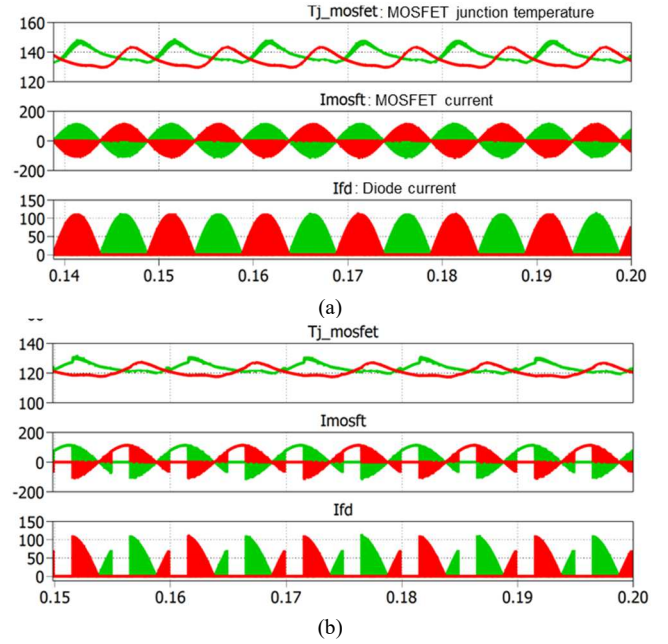 Tj_mosfet: MOSFET junction temperature
160
140
120
Imosft: MOSFET current
200
0
-200
Ifd: Diode current
150
100
50
0
0.14 0.15 0.16 0.17 0.18 0.19 0.20
(a)
Tj_mosfet
140
120
100
Imosft
200
0
-200
Ifd
150
100
50
0
0.15 0.16 0.17 0.18 0.19 0.20
(b)